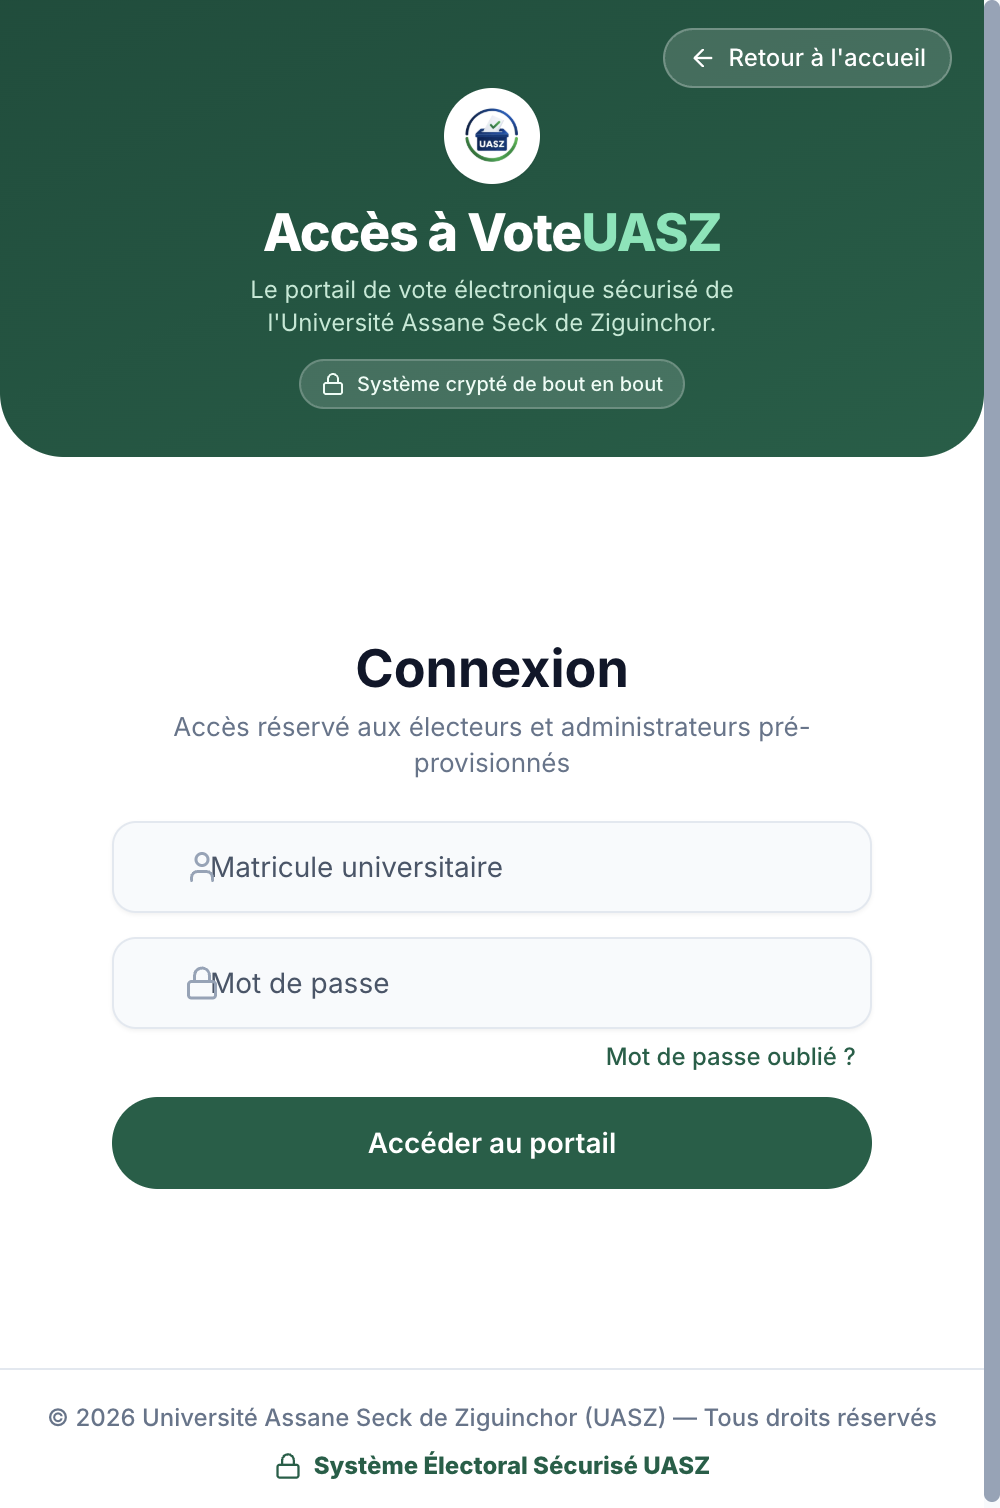 Retour à l'accueil
UASZ
Accès à VoteUASZ
Le portail de vote électronique sécurisé de
l'Université Assane Seck de Ziguinchor.
Système crypté de bout en bout
Connexion
Accès réservé aux électeurs et administrateurs pré-
provisionnés
Matricule universitaire
Mot de passe
Mot de passe oublié ?
Accéder au portail
© 2026 Université Assane Seck de Ziguinchor (UASZ) — Tous droits réservés
Système Électoral Sécurisé UASZ